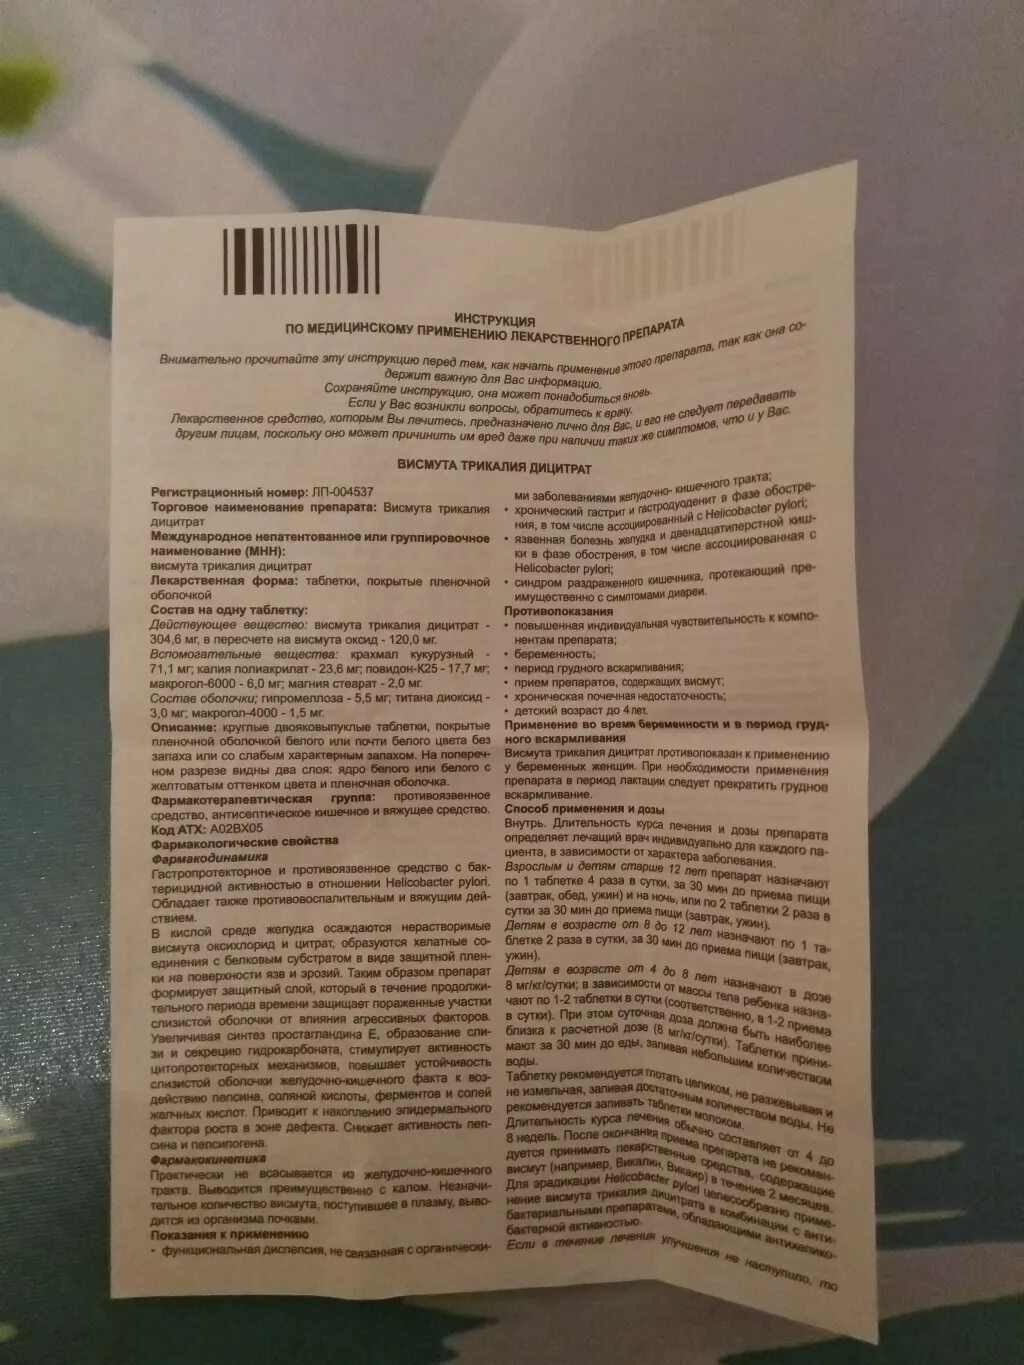 ИНСТРУКЦИЯ
ПО МЕДИЦИНСКОМУ ПРИМЕНЕНИЮ ЛЕКАРСТВЕННОГО ПРЕПАРАТА
Внимательно прочитайте эту инструкцию перед тем, как начать применение этого препарата, так как она со-
держит важную для Вас информацию.
Сохраняйте инструкцию, она может понадобиться вновь.
Если у Вас возникли вопросы, обратитесь к врачу.
Лекарственное средство, которым Вы лечитесь, предназначено лично для Вас, и его не следует передавать
другим лицам, поскольку оно может причинить им вред даже при наличии таких же симптомов, что и у Вас.
ВИСМУТА ТРИКАЛИЯ ДИЦИТРАТ
Регистрационный номер: ЛП-004537
Торговое наименование препарата: Висмута трикалия
дицитрат
Международное непатентованное или группировочное
наименование (МНН):
висмута трикалия дицитрат
Лекарственная форма: таблетки, покрытые пленочной
оболочкой
Состав на одну таблетку:
Действующее вещество: висмута трикалия дицитрат -
304,6 мг, в пересчете на висмута оксид - 120,0 мг.
Вспомогательные вещества: крахмал кукурузный -
71,1 мг; калия полиакрилат - 23,6 мг; повидон-К25 - 17,7 мг;
макрогол-6000 - 6,0 мг; магния стеарат - 2,0 мг.
Состав оболочки; гипромеллоза - 5,5 мг; титана диоксид -
3,0 мг; макрогол-4000 - 1,5 мг.
Описание: круглые двояковыпуклые таблетки, покрытые
пленочной оболочкой белого или почти белого цвета без
запаха или со слабым характерным запахом. На попереч-
ном разрезе видны два слоя: ядро белого или белого с
желтоватым оттенком цвета и пленочная оболочка.
Фармакотерапевтическая группа: противоязвенное
средство, антисептическое кишечное и вяжущее средство.
Код АТХ: А02ВХ05
Фармакологические свойства
Фармакодинамика
Гастропротекторное и противоязвенное средство с бак-
терицидной активностью в отношении Helicobacter pylori.
Обладает также противовоспалительным и вяжущим дей-
ствием.
В кислой среде желудка осаждаются нерастворимые
висмута оксихлорид и цитрат, образуются хелатные со-
единения с белковым субстратом в виде защитной плен-
ки на поверхности язв и эрозий. Таким образом препарат
формирует защитный слой, который в течение продолжи-
тельного периода времени защищает пораженные участки
слизистой оболочки от влияния агрессивных факторов.
Увеличивая синтез простагландина Е, образование сли-
зи и секрецию гидрокарбоната, стимулирует активность
цитопротекторных механизмов, повышает устойчивость
слизистой оболочки желудочно-кишечного факта к воз-
действию пепсина, соляной кислоты, ферментов и солей
желчных кислот. Приводит к накоплению эпидермального
фактора роста в зоне дефекта. Снижает активность пеп-
сина и пепсипогена.
Фармакокинетика
Практически не всасывается из желудочно-кишечного
тракта. Выводится преимущественно с калом. Незначи-
тельное количество висмута, поступившее в плазму, выво-
дится из организма почками.
Показания к применению
• функциональная диспепсия, не связанная с органически-
ми заболеваниями желудочно- кишечного тракта;
• хронический гастрит и гастродуоденит в фазе обостре-
ния, в том числе ассоциированный с Helicobacter pylori;
• язвенная болезнь желудка и двенадцатиперстной киш-
ки в фазе обострения, в том числе ассоциированная с
Helicobacter pylori;
• синдром раздраженного кишечника, протекающий пре-
имущественно с симптомами диареи.
Противопоказания
• повышенная индивидуальная чувствительность к компо-
нентам препарата;
• беременность;
• период грудного вскармливания;
• прием препаратов, содержащих висмут;
• хроническая почечная недостаточность;
• детский возраст до 4 лет.
Применение во время беременности и в период груд-
ного вскармливания
Висмута трикалия дицитрат противопоказан к применению
у беременных женщин. При необходимости применения
препарата в период лактации следует прекратить грудное
вскармливание.
Способ применения и дозы
Внутрь. Длительность курса лечения и дозы препарата
определяет лечащий врач индивидуально для каждого па-
циента, в зависимости от характера заболевания.
Взрослым и детям старше 12 лет препарат назначают
по 1 таблетке 4 раза в сутки, за 30 мин до приема пищи
(завтрак, обед, ужин) и на ночь, или по 2 таблетки 2 раза в
сутки за 30 мин до приема пищи (завтрак, ужин).
Детям в возрасте от 8 до 12 лет назначают по 1 та-
блетке 2 раза в сутки, за 30 мин до приема пищи (завтрак,
ужин).
Детям в возрасте от 4 до 8 лет назначают в дозе
8 мг/кг/сутки; в зависимости от массы тела ребенка назна-
чают по 1-2 таблетки в сутки (соответственно, в 1-2 приема
в сутки). При этом суточная доза должна быть наиболее
близка к расчетной дозе (8 мг/кг/сутки). Таблетки прини-
мают за 30 мин до еды, запивая небольшим количеством
воды.
Таблетку рекомендуется глотать целиком, не разжевывая и
не измельчая, запивая достаточным количеством воды. Не
рекомендуется запивать таблетки молоком.
Длительность курса лечения обычно составляет от 4 до
8 недель. После окончания приема препарата не рекомен-
дуется принимать лекарственные средства, содержащие
висмут (например, Викалин, Викаир) в течение 2 месяцев.
Для эрадикации Helicobacter pylori целесообразно приме-
нение висмута трикалия дицитрата в комбинации с анти-
бактериальными препаратами, обладающими антихелико-
бактерной активностью.
Если в течение лечения улучшения не наступило, то